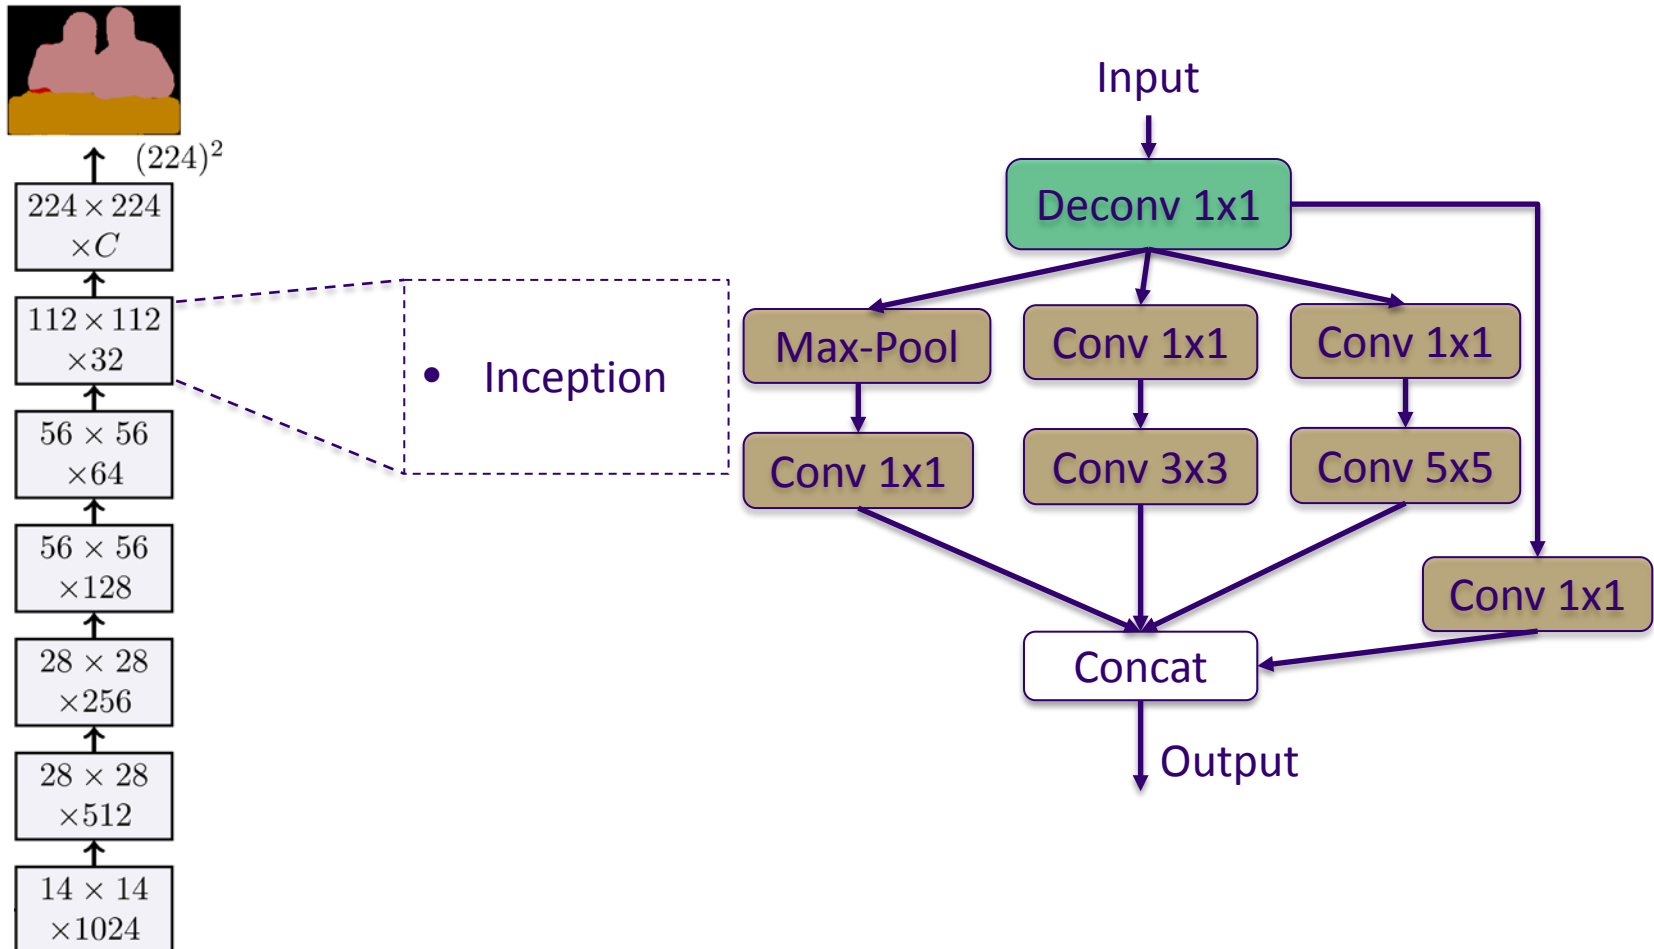 (224)²
224 × 224
×C
112 × 112
×32
56 × 56
×64
56 × 56
×128
28 × 28
×256
28 × 28
×512
14 × 14
×1024
• Inception
Input
Deconv 1x1
Max-Pool
Conv 1x1
Conv 1x1
Conv 1x1
Conv 3x3
Conv 5x5
Conv 1x1
Concat
Output